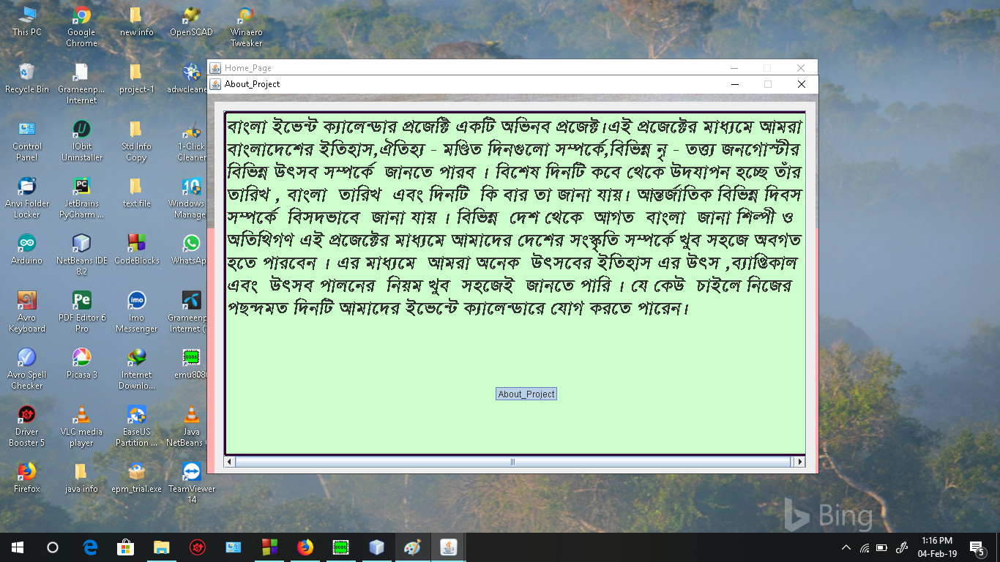 This PC
Google Chrome
new info
OpenSCAD
Winaero Tweaker
Recycle Bin
Grameenp... Internet
project-1
adwcleane
Control Panel
IObit Uninstaller
Std Info Copy
1-Click Cleaner
Anvi Folder Locker
JetBrains PyCharm ...
text file
Windows Manage
Arduino
NetBeans IDE 8.2
CodeBlocks
WhatsAp
Avro Keyboard
PDF Editor 6 Pro
Imo Messenger
Grameenp Internet (
Avro Spell Checker
Picasa 3
Internet Downlo...
emu808
Driver Booster 5
VLC media player
EaseUS Partition ...
Java NetBeans
Firefox
java info
epm_trial.exe
TeamViewer 14
Home_Page
About_Project
বাংলা ইভেন্ট ক্যালেন্ডার প্রজেক্টি একটি অভিনব প্রজেক্ট।এই প্রজেক্টের মাধ্যমে আমরা
বাংলাদেশের ইতিহাস,ঐতিহ্য - মণ্ডিত দিনগুলো সম্পর্কে,বিভিন্ন নৃ - তত্ত্য জনগোস্টীর
বিভিন্ন উৎসব সম্পর্কে জানতে পারব । বিশেষ দিনটি কবে থেকে উদযাপন হচ্ছে তাঁর
তারিখ , বাংলা তারিখ এবং দিনটি কি বার তা জানা যায়। আন্তর্জাতিক বিভিন্ন দিবস
সম্পর্কে বিসদভাবে জানা যায় । বিভিন্ন দেশ থেকে আগত বাংলা জানা শিল্পী ও
অতিথিগণ এই প্রজেক্টের মাধ্যমে আমাদের দেশের সংস্কৃতি সম্পর্কে খুব সহজে অবগত
হতে পারবেন । এর মাধ্যমে আমরা অনেক উৎসবের ইতিহাস এর উৎস ,ব্যাপ্তিকাল
এবং উৎসব পালনের নিয়ম খুব সহজেই জানতে পারি । যে কেউ চাইলে নিজের
পছন্দমত দিনটি আমাদের ইভেন্টে ক্যালেন্ডারে যোগ করতে পারেন।
About_Project
Bing
1:16 PM
04-Feb-19
5